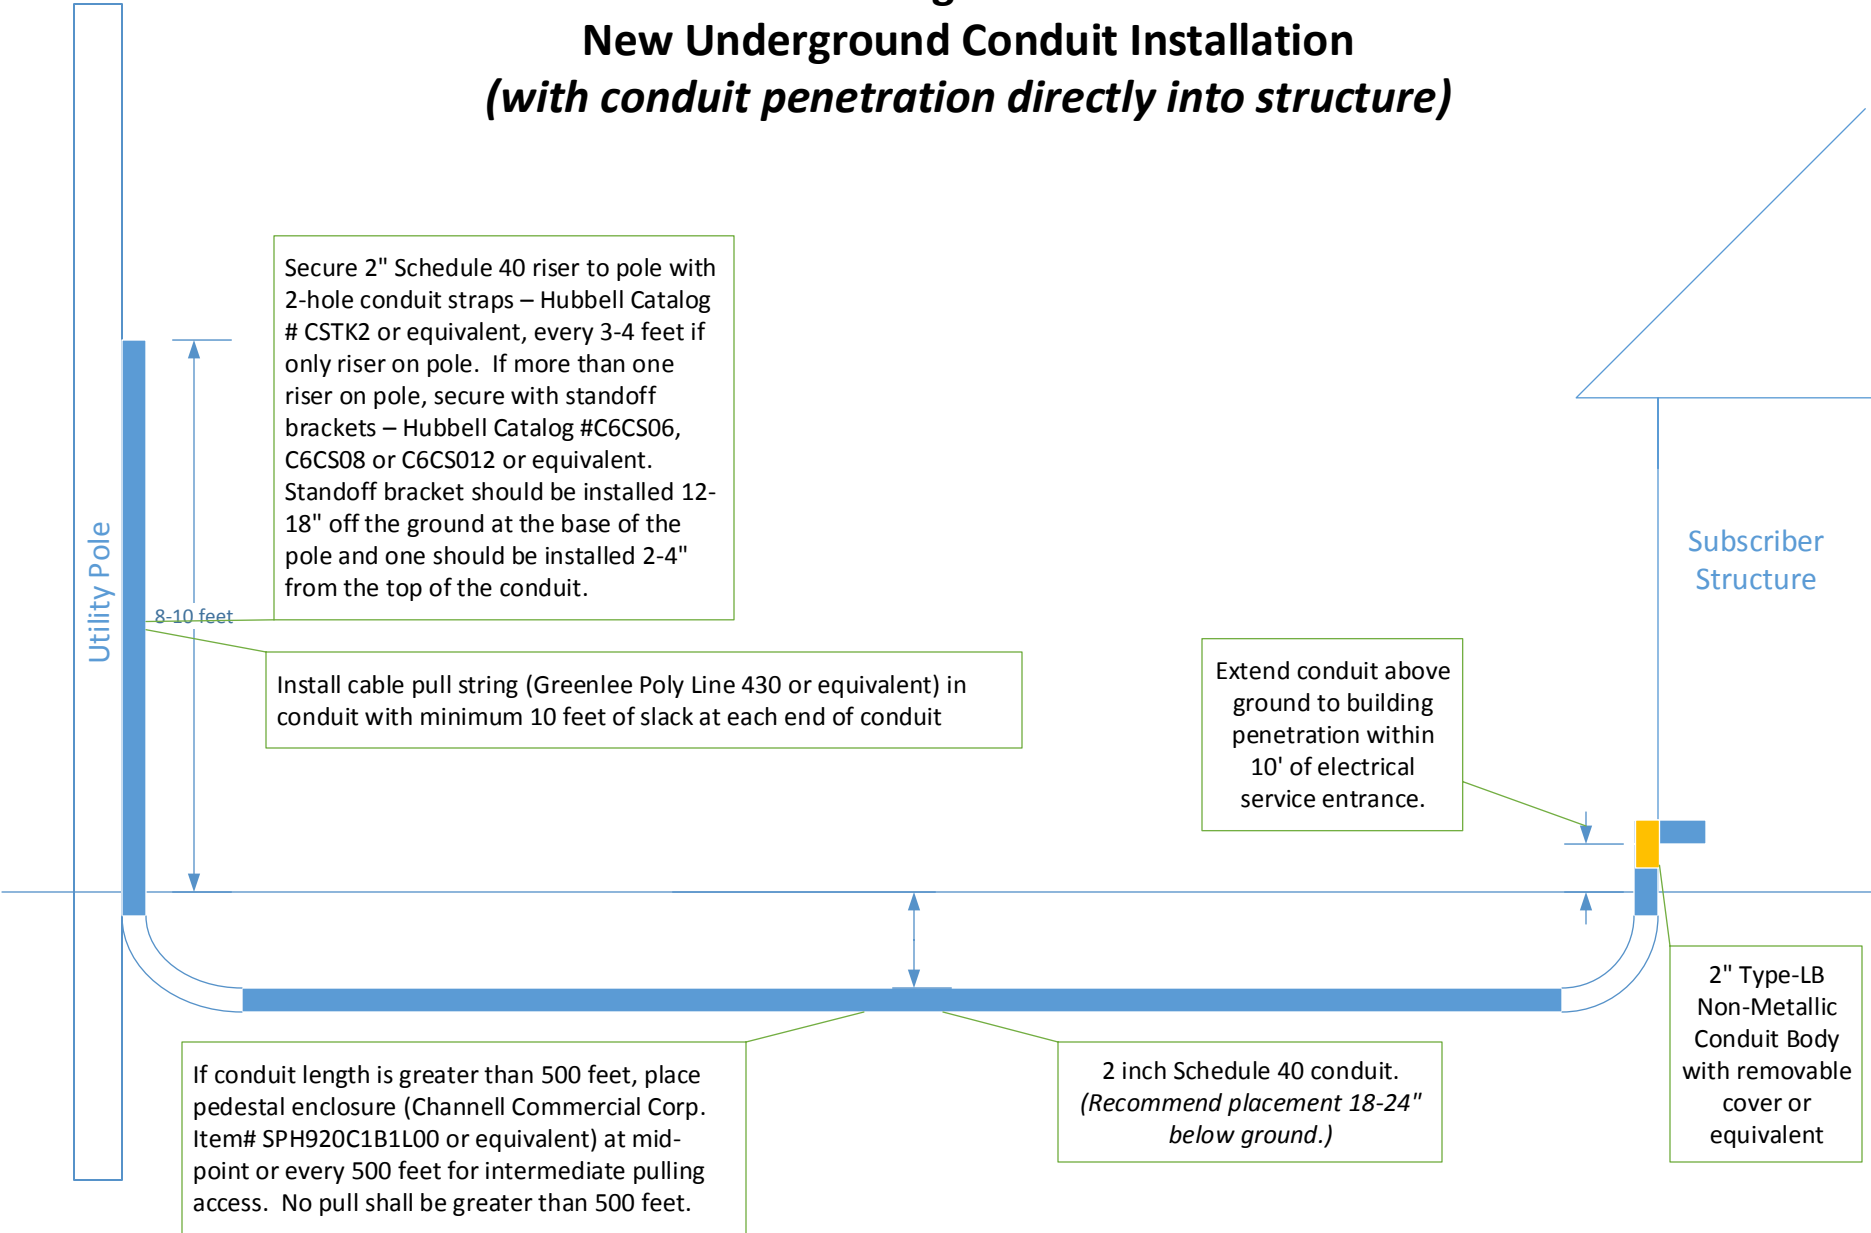 New Underground Conduit Installation
(with conduit penetration directly into structure)
Secure 2" Schedule 40 riser to pole with
2-hole conduit straps – Hubbell Catalog
# CSTK2 or equivalent, every 3-4 feet if
only riser on pole.  If more than one
riser on pole, secure with standoff
brackets – Hubbell Catalog #C6CS06,
C6CS08 or C6CS012 or equivalent.
Standoff bracket should be installed 12-
18" off the ground at the base of the
pole and one should be installed 2-4"
from the top of the conduit.
Utility Pole
8-10 feet
Install cable pull string (Greenlee Poly Line 430 or equivalent) in
conduit with minimum 10 feet of slack at each end of conduit
Subscriber
Structure
Extend conduit above
ground to building
penetration within
10' of electrical
service entrance.
If conduit length is greater than 500 feet, place
pedestal enclosure (Channell Commercial Corp.
Item# SPH920C1B1L00 or equivalent) at mid-
point or every 500 feet for intermediate pulling
access.  No pull shall be greater than 500 feet.
2 inch Schedule 40 conduit.
(Recommend placement 18-24"
below ground.)
2" Type-LB
Non-Metallic
Conduit Body
with removable
cover or
equivalent